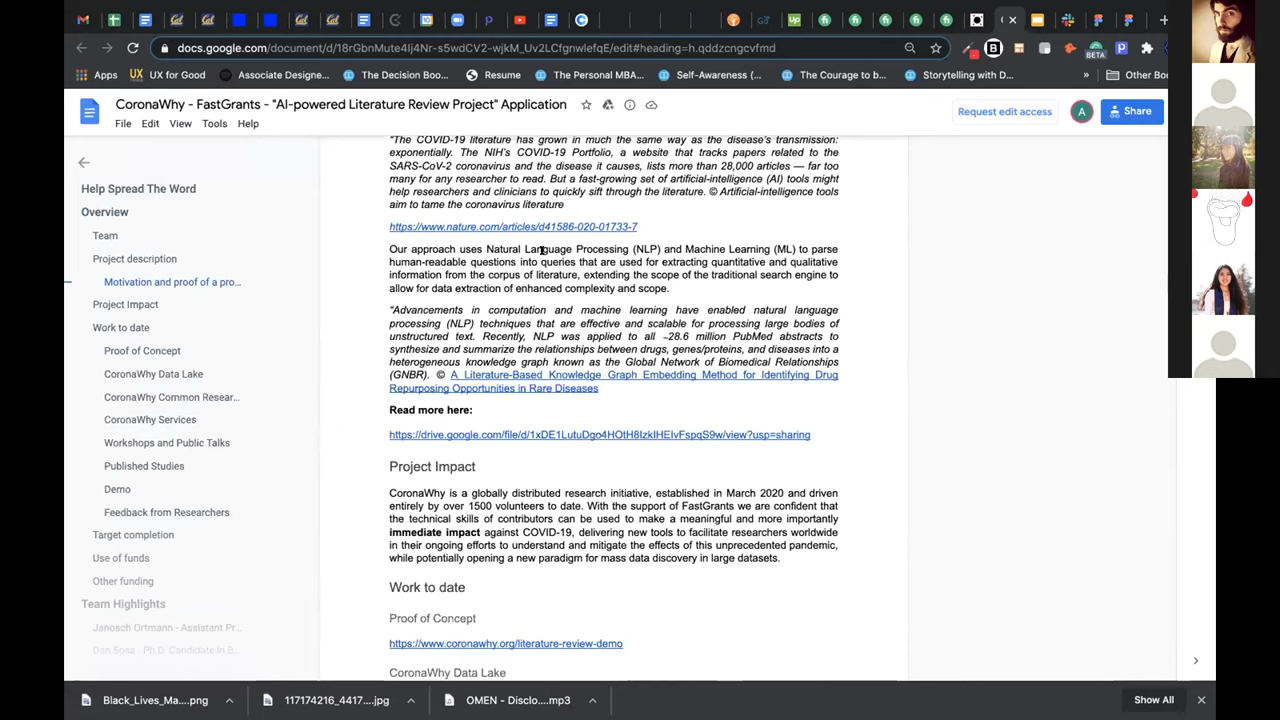 docs.google.com/document/d/18rGbnMute4Ij4Nr-s5wdCV2-wjkM_Uv2LCfgnwlefqE/edit#heading=h.qddzcngcvfmd
BETA
Apps
UX for Good
Associate Designe...
The Decision Boo...
Resume
The Personal MBA...
Self-Awareness (...
The Courage to b...
Storytelling with D...
»
Other Boo
CoronaWhy - FastGrants - "AI-powered Literature Review Project" Application
File Edit View Tools Help
Request edit access
A
Share
Help Spread The Word
Overview
Team
Project description
Motivation and proof of a pro...
Project Impact
Work to date
Proof of Concept
CoronaWhy Data Lake
CoronaWhy Common Resear...
CoronaWhy Services
Workshops and Public Talks
Published Studies
Demo
Feedback from Researchers
Target completion
Use of funds
Other funding
Team Highlights
Janosch Ortmann - Assistant Pr...
Dan Sosa - Ph.D. Candidate in B...
"The COVID-19 literature has grown in much the same way as the disease's transmission:
exponentially. The NIH's COVID-19 Portfolio, a website that tracks papers related to the
SARS-CoV-2 coronavirus and the disease it causes, lists more than 28,000 articles — far too
many for any researcher to read. But a fast-growing set of artificial-intelligence (AI) tools might
help researchers and clinicians to quickly sift through the literature. © Artificial-intelligence tools
aim to tame the coronavirus literature
https://www.nature.com/articles/d41586-020-01733-7
Our approach uses Natural Language Processing (NLP) and Machine Learning (ML) to parse
human-readable questions into queries that are used for extracting quantitative and qualitative
information from the corpus of literature, extending the scope of the traditional search engine to
allow for data extraction of enhanced complexity and scope.
"Advancements in computation and machine learning have enabled natural language
processing (NLP) techniques that are effective and scalable for processing large bodies of
unstructured text. Recently, NLP was applied to all ~28.6 million PubMed abstracts to
synthesize and summarize the relationships between drugs, genes/proteins, and diseases into a
heterogeneous knowledge graph known as the Global Network of Biomedical Relationships
(GNBR). © A Literature-Based Knowledge Graph Embedding Method for Identifying Drug
Repurposing Opportunities in Rare Diseases
Read more here:
https://drive.google.com/file/d/1xDE1LutuDgo4HOtH8IzkIHEIvFspqS9w/view?usp=sharing
Project Impact
CoronaWhy is a globally distributed research initiative, established in March 2020 and driven
entirely by over 1500 volunteers to date. With the support of FastGrants we are confident that
the technical skills of contributors can be used to make a meaningful and more importantly
immediate impact against COVID-19, delivering new tools to facilitate researchers worldwide
in their ongoing efforts to understand and mitigate the effects of this unprecedented pandemic,
while potentially opening a new paradigm for mass data discovery in large datasets.
Work to date
Proof of Concept
https://www.coronawhy.org/literature-review-demo
CoronaWhy Data Lake
Black_Lives_Ma....png
117174216_4417....jpg
OMEN - Disclo....mp3
Show All